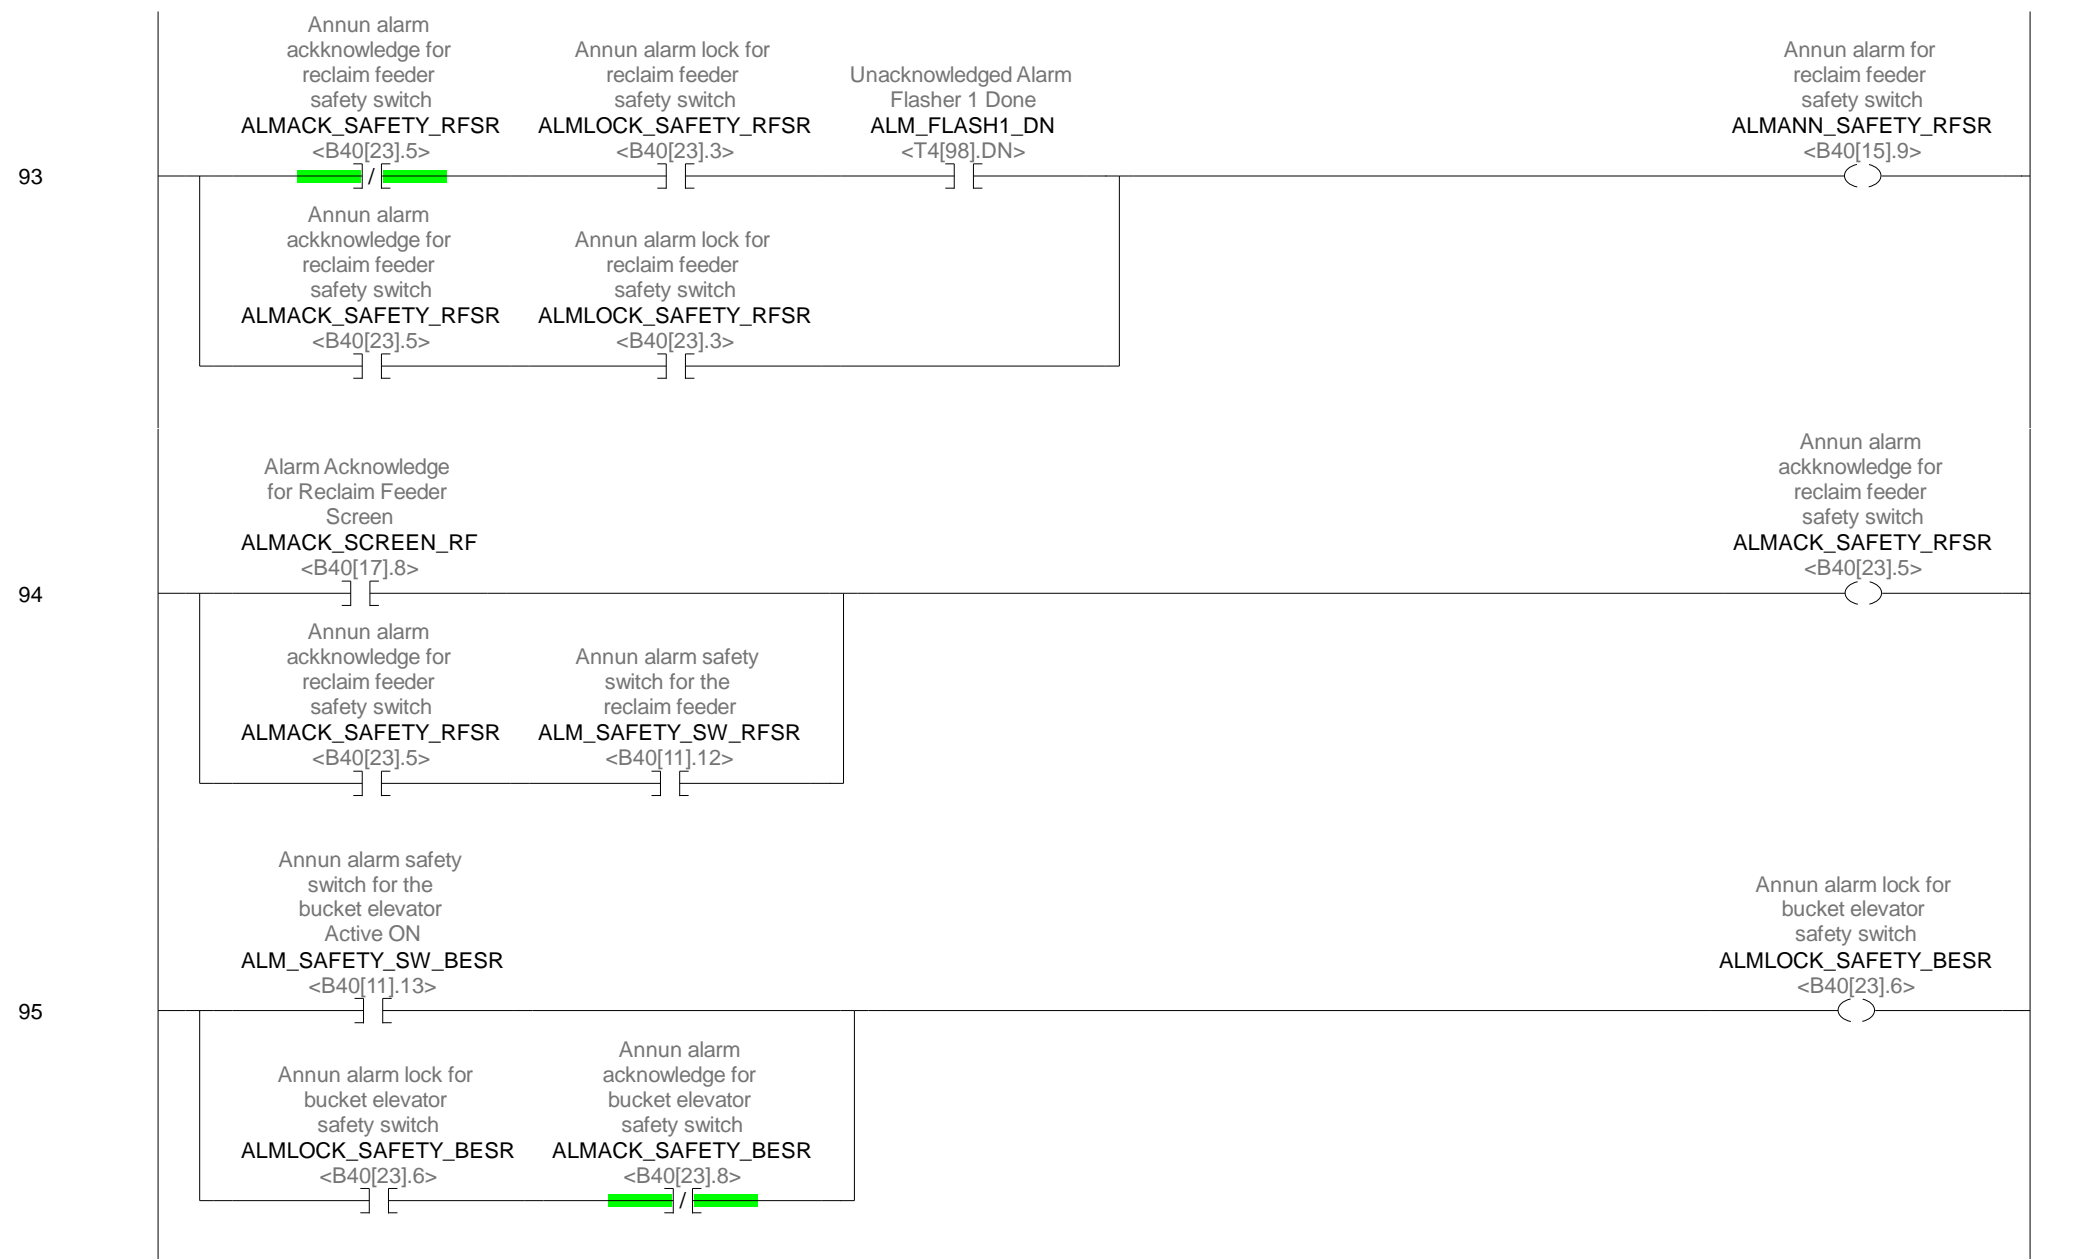 93
Annun alarm
ackknowledge for
reclaim feeder
safety switch
ALMACK_SAFETY_RFSR
<B40[23].5>
/
Annun alarm lock for
reclaim feeder
safety switch
ALMLOCK_SAFETY_RFSR
<B40[23].3>
Unacknowledged Alarm
Flasher 1 Done
ALM_FLASH1_DN
<T4[98].DN>
Annun alarm for
reclaim feeder
safety switch
ALMANN_SAFETY_RFSR
<B40[15].9>
Annun alarm
ackknowledge for
reclaim feeder
safety switch
ALMACK_SAFETY_RFSR
<B40[23].5>
Annun alarm lock for
reclaim feeder
safety switch
ALMLOCK_SAFETY_RFSR
<B40[23].3>
94
Alarm Acknowledge
for Reclaim Feeder
Screen
ALMACK_SCREEN_RF
<B40[17].8>
Annun alarm
ackknowledge for
reclaim feeder
safety switch
ALMACK_SAFETY_RFSR
<B40[23].5>
Annun alarm
ackknowledge for
reclaim feeder
safety switch
ALMACK_SAFETY_RFSR
<B40[23].5>
Annun alarm safety
switch for the
reclaim feeder
ALM_SAFETY_SW_RFSR
<B40[11].12>
95
Annun alarm safety
switch for the
bucket elevator
Active ON
ALM_SAFETY_SW_BESR
<B40[11].13>
Annun alarm lock for
bucket elevator
safety switch
ALMLOCK_SAFETY_BESR
<B40[23].6>
Annun alarm lock for
bucket elevator
safety switch
ALMLOCK_SAFETY_BESR
<B40[23].6>
Annun alarm
acknowledge for
bucket elevator
safety switch
ALMACK_SAFETY_BESR
<B40[23].8>
/